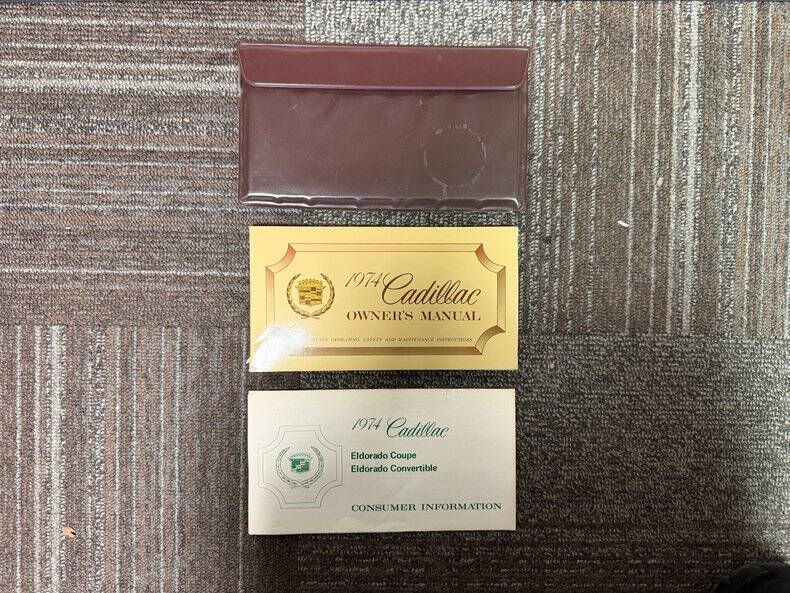 1974 Cadillac
OWNER'S MANUAL
OPERATING, SAFETY AND MAINTENANCE INSTRUCTIONS
1974 Cadillac
Eldorado Coupe
Eldorado Convertible
CONSUMER INFORMATION